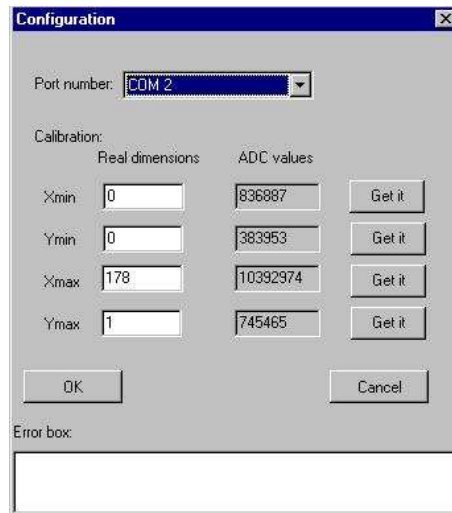 Configuration
Port number: COM 2
Calibration:
Real dimensions ADC values
Xmin 0 836887 Get it
Ymin 0 383953 Get it
Xmax 178 10392974 Get it
Ymax 1 745465 Get it
OK Cancel
Error box: